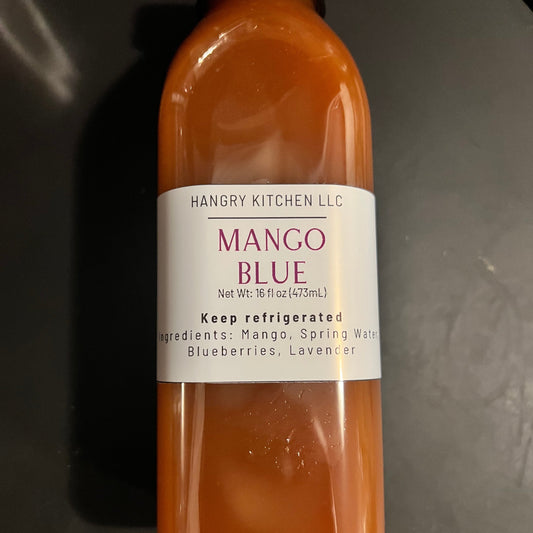 HANGRY KITCHEN LLC
MANGO
BLUE
Net Wt: 16 fl oz (473mL)
Keep refrigerated
ngredients: Mango, Spring Water
Blueberries, Lavender